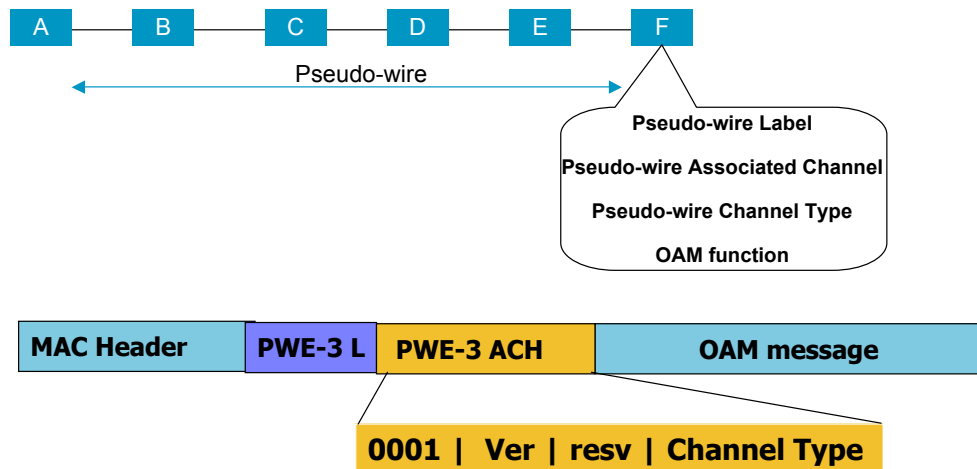 A B C D E F
Pseudo-wire
Pseudo-wire Label
Pseudo-wire Associated Channel
Pseudo-wire Channel Type
OAM function
MAC Header PWE-3 L PWE-3 ACH OAM message
0001 | Ver | resv | Channel Type